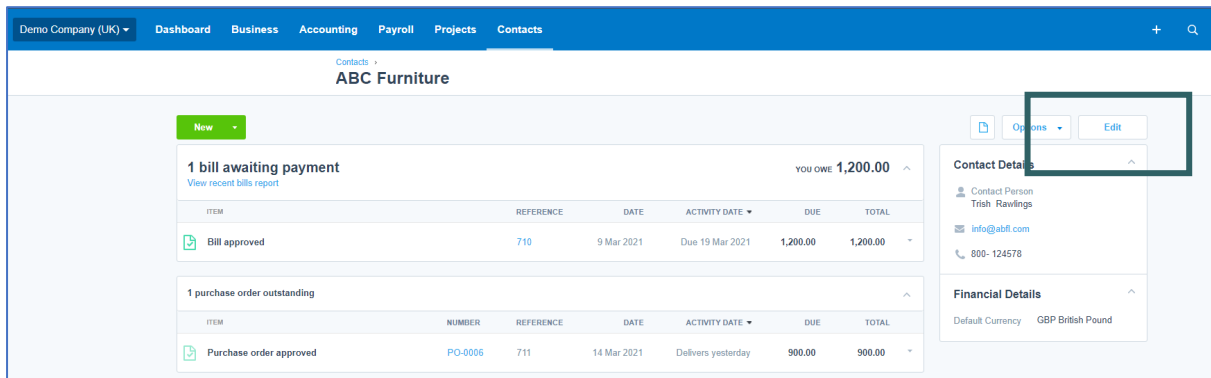 Demo Company (UK) Dashboard Business Accounting Payroll Projects Contacts
Contacts ›
ABC Furniture
New Options Edit
1 bill awaiting payment YOU OWE 1,200.00
View recent bills report
ITEM REFERENCE DATE ACTIVITY DATE DUE TOTAL
Bill approved 710 9 Mar 2021 Due 19 Mar 2021 1,200.00 1,200.00
1 purchase order outstanding
ITEM NUMBER REFERENCE DATE ACTIVITY DATE DUE TOTAL
Purchase order approved PO-0006 711 14 Mar 2021 Delivers yesterday 900.00 900.00
Contact Details
Contact Person
Trish Rawlings
info@abfl.com
800- 124578
Financial Details
Default Currency GBP British Pound